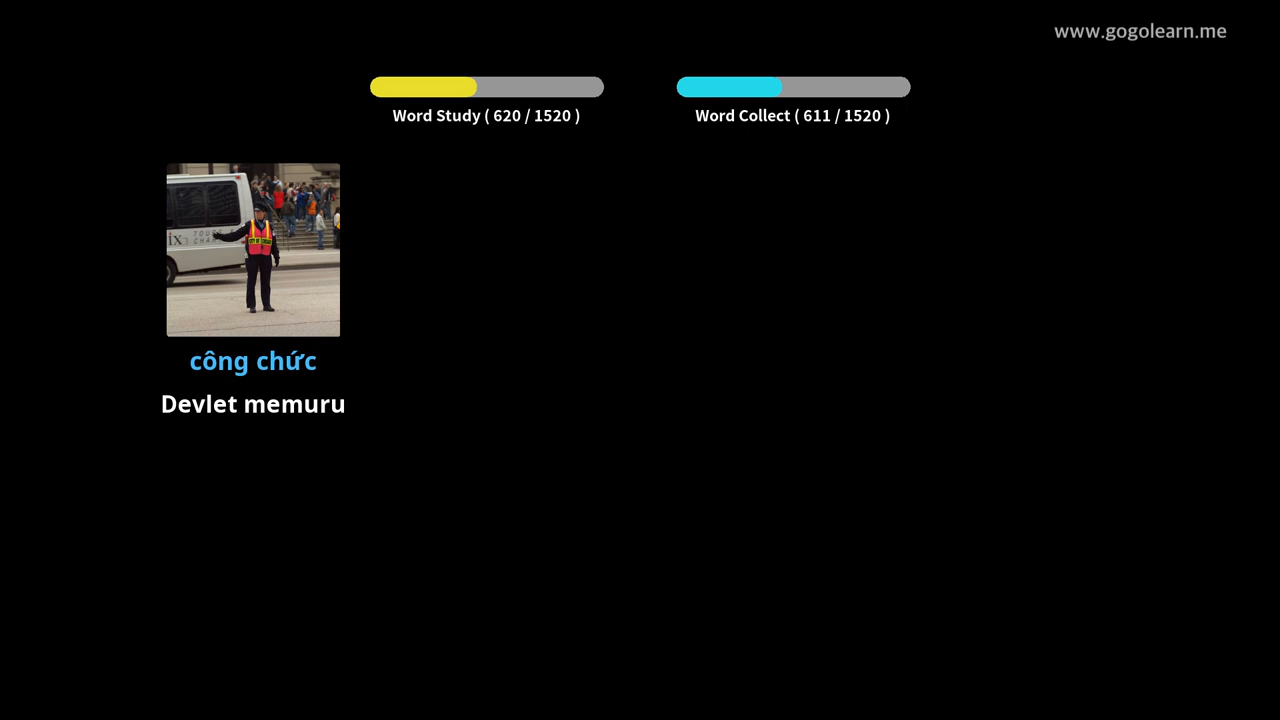 www.gogolearn.me
Word Study ( 620 / 1520 )
Word Collect ( 611 / 1520 )
công chức
Devlet memuru